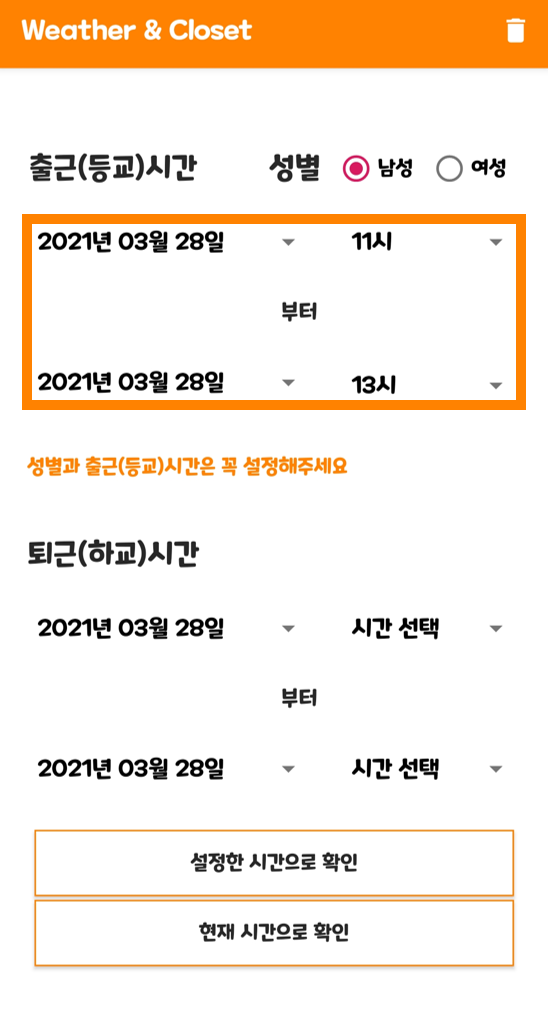 Weather & Closet
출근(등교)시간 성별 남성 여성
2021년 03월 28일 11시
부터
2021년 03월 28일 13시
성별과 출근(등교)시간은 꼭 설정해주세요
퇴근(하교)시간
2021년 03월 28일 시간 선택
부터
2021년 03월 28일 시간 선택
설정한 시간으로 확인
현재 시간으로 확인